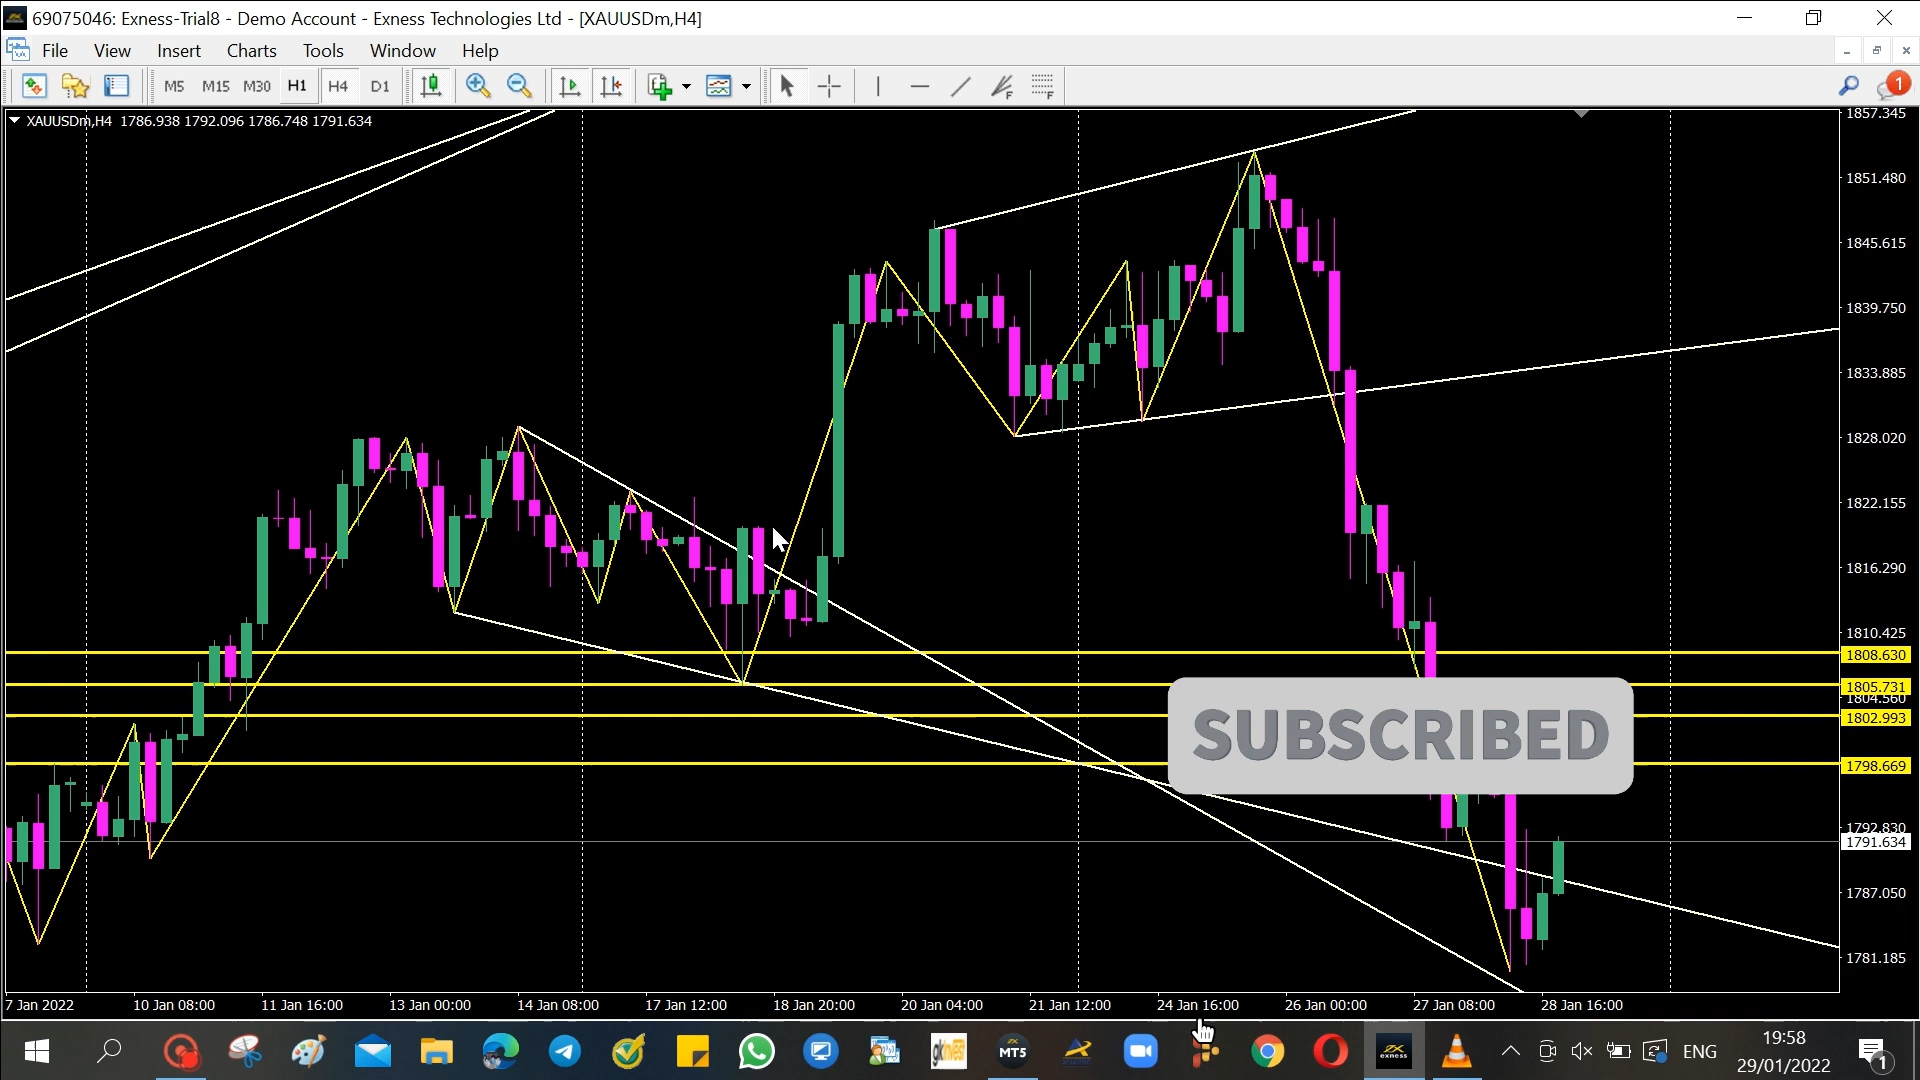 69075046: Exness-Trial8 - Demo Account - Exness Technologies Ltd - [XAUUSDm,H4]
File View Insert Charts Tools Window Help
M5 M15 M30 H1 H4 D1
1
XAUUSDm,H4 1786.938 1792.096 1786.748 1791.634
1857.345
1851.480
1845.615
1839.750
1833.885
1828.020
1822.155
1816.290
1810.425
1808.630
1805.731
1804.560
1802.993
SUBSCRIBED
1798.669
1792.830
1791.634
1787.050
1781.185
7 Jan 2022 10 Jan 08:00 11 Jan 16:00 13 Jan 00:00 14 Jan 08:00 17 Jan 12:00 18 Jan 20:00 20 Jan 04:00 21 Jan 12:00 24 Jan 16:00 26 Jan 00:00 27 Jan 08:00 28 Jan 16:00
MT5
exness
ENG
19:58
29/01/2022
1